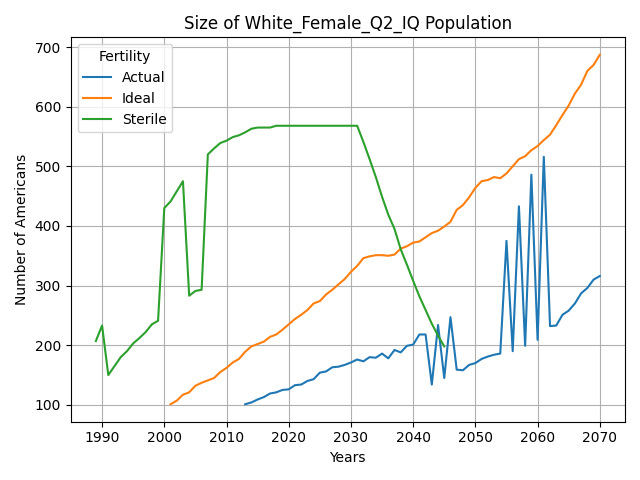 Size of White_Female_Q2_IQ Population
Fertility
Actual
Ideal
Sterile
Number of Americans
700
600
500
400
300
200
100
1990 2000 2010 2020 2030 2040 2050 2060 2070
Years